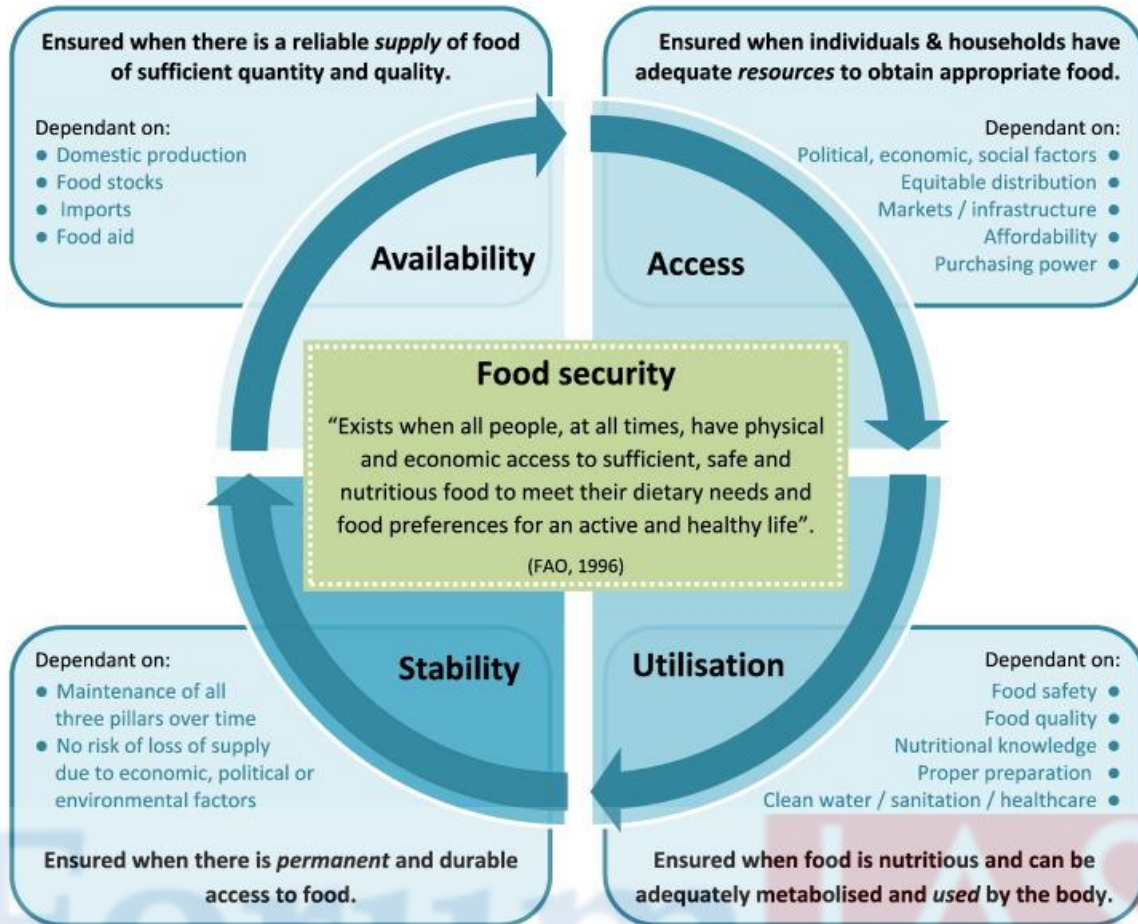 Ensured when there is a reliable supply of food
of sufficient quantity and quality.
Dependant on:
● Domestic production
● Food stocks
● Imports
● Food aid
Availability
Ensured when individuals & households have
adequate resources to obtain appropriate food.
Dependant on:
Political, economic, social factors ●
Equitable distribution ●
Markets / infrastructure ●
Affordability ●
Purchasing power ●
Access
Food security
“Exists when all people, at all times, have physical
and economic access to sufficient, safe and
nutritious food to meet their dietary needs and
food preferences for an active and healthy life”.
(FAO, 1996)
Stability
Dependant on:
● Maintenance of all
three pillars over time
● No risk of loss of supply
due to economic, political or
environmental factors
Ensured when there is permanent and durable
access to food.
Utilisation
Dependant on:
Food safety ●
Food quality ●
Nutritional knowledge ●
Proper preparation ●
Clean water / sanitation / healthcare ●
Ensured when food is nutritious and can be
adequately metabolised and used by the body.